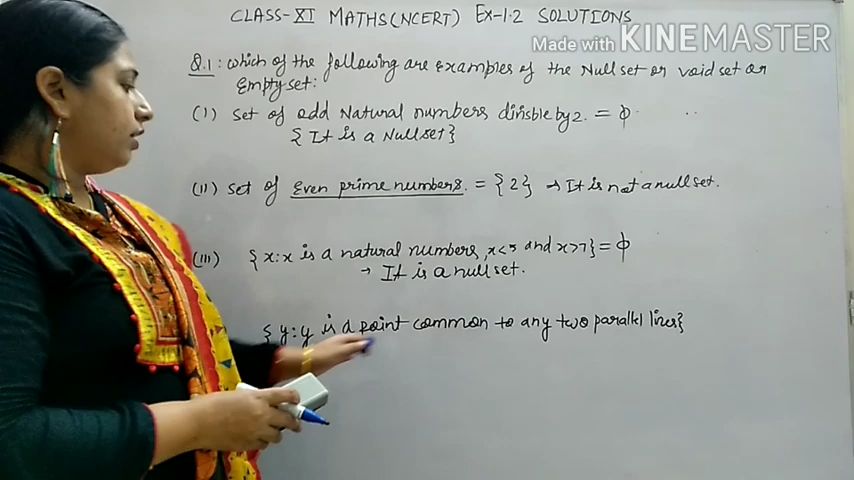 CLASS-XI MATHS(NCERT) Ex-1.2 SOLUTIONS
Made with KINEMASTER
Q.1: which of the following are examples of the Null set or void set or
Empty set:
(I) Set of odd Natural numbers divisble by 2. = ϕ
{It is a Nullset}
(II) Set of Even prime numbers. = {2} → It is not a null set.
(III) {x:x is a natural numbers, x<5 and x>7} = ϕ
→ It is a null set.
{y:y is a point common to any two parallel lines}